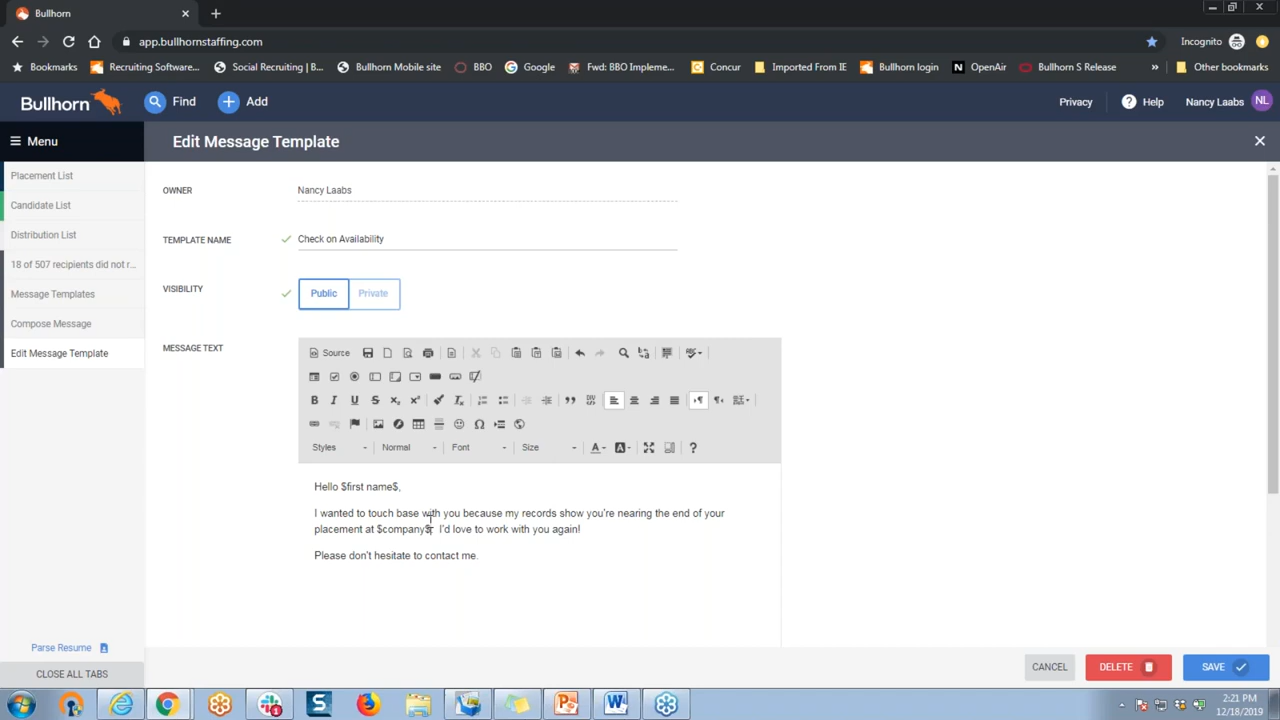 Bullhorn
app.bullhornstaffing.com
Incognito
Bookmarks Recruiting Software... Social Recruiting | B... Bullhorn Mobile site BBO Google Fwd: BBO Impleme... Concur Imported From IE Bullhorn login OpenAir Bullhorn S Release » Other bookmarks
Bullhorn Find Add Privacy Help Nancy Laabs NL
Menu
Edit Message Template
Placement List
Candidate List
Distribution List
18 of 507 recipients did not r...
Message Templates
Compose Message
Edit Message Template
OWNER Nancy Laabs
TEMPLATE NAME Check on Availability
VISIBILITY Public Private
MESSAGE TEXT
Source
Styles Normal Font Size
Hello $first name$,
I wanted to touch base with you because my records show you're nearing the end of your
placement at $company$. I'd love to work with you again!
Please don't hesitate to contact me.
Parse Resume
CLOSE ALL TABS
CANCEL DELETE SAVE
2:21 PM
12/18/2019